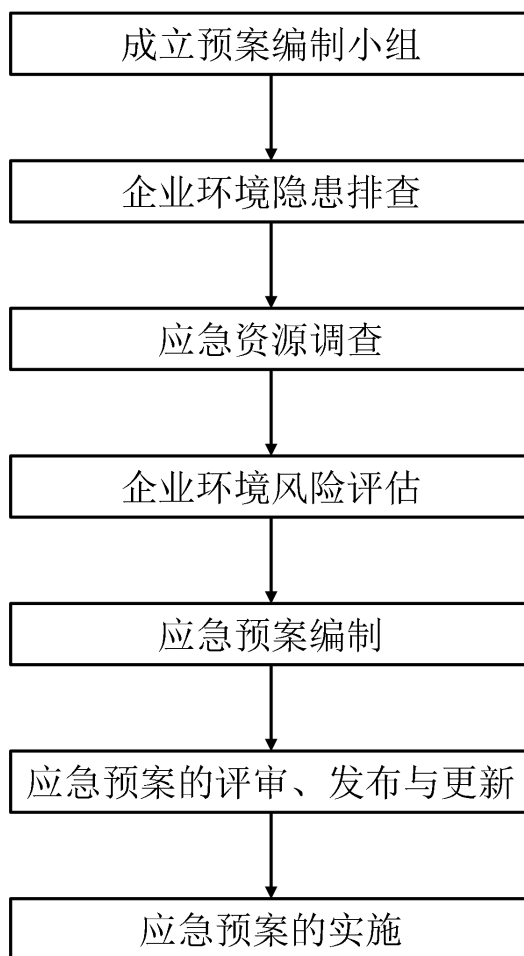 成立预案编制小组
企业环境隐患排查
应急资源调查
企业环境风险评估
应急预案编制
应急预案的评审、发布与更新
应急预案的实施